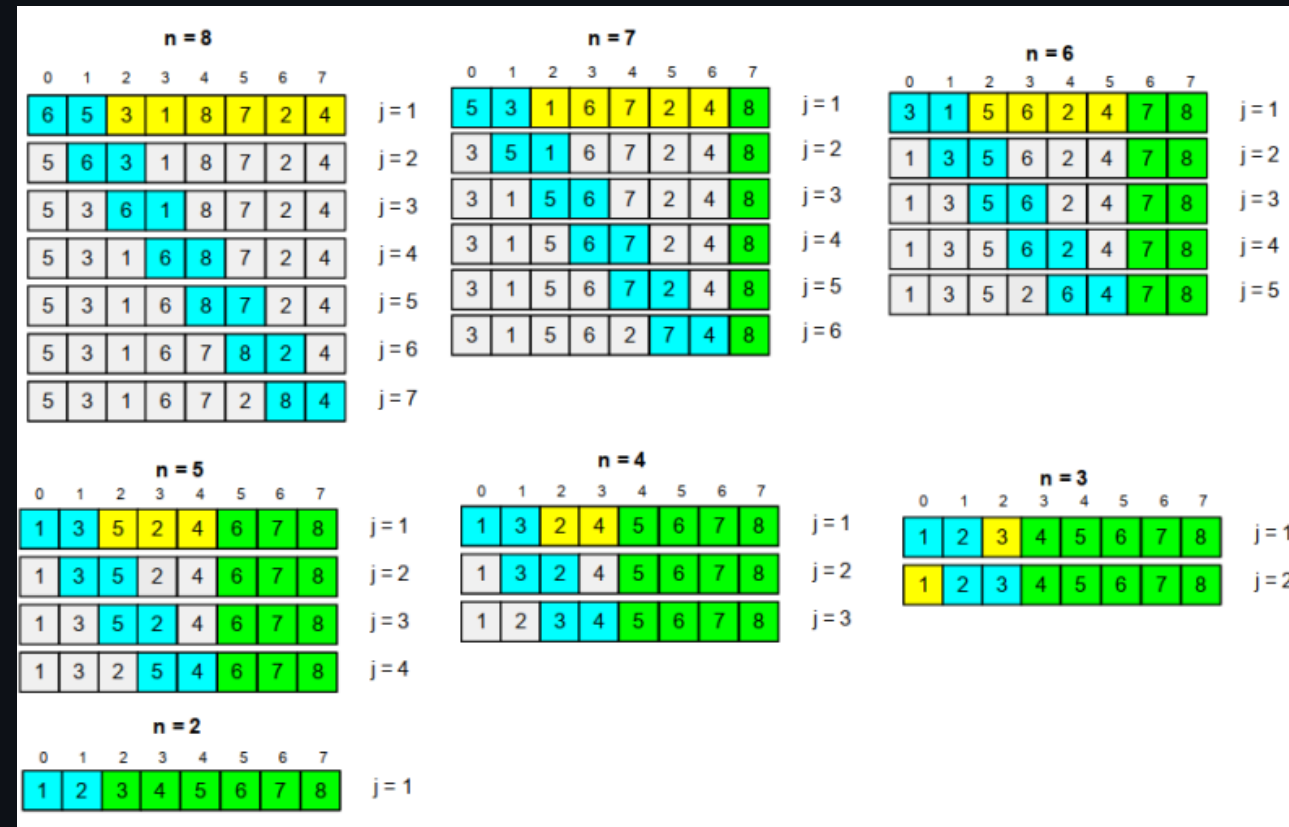 n = 8
0 1 2 3 4 5 6 7
6 5 3 1 8 7 2 4 j = 1
5 6 3 1 8 7 2 4 j = 2
5 3 6 1 8 7 2 4 j = 3
5 3 1 6 8 7 2 4 j = 4
5 3 1 6 8 7 2 4 j = 5
5 3 1 6 7 8 2 4 j = 6
5 3 1 6 7 2 8 4 j = 7
n = 7
0 1 2 3 4 5 6 7
5 3 1 6 7 2 4 8 j = 1
3 5 1 6 7 2 4 8 j = 2
3 1 5 6 7 2 4 8 j = 3
3 1 5 6 7 2 4 8 j = 4
3 1 5 6 7 2 4 8 j = 5
3 1 5 6 2 7 4 8 j = 6
n = 6
0 1 2 3 4 5 6 7
3 1 5 6 2 4 7 8 j = 1
1 3 5 6 2 4 7 8 j = 2
1 3 5 6 2 4 7 8 j = 3
1 3 5 6 2 4 7 8 j = 4
1 3 5 2 6 4 7 8 j = 5
n = 5
0 1 2 3 4 5 6 7
1 3 5 2 4 6 7 8 j = 1
1 3 5 2 4 6 7 8 j = 2
1 3 5 2 4 6 7 8 j = 3
1 3 2 5 4 6 7 8 j = 4
n = 4
0 1 2 3 4 5 6 7
1 3 2 4 5 6 7 8 j = 1
1 3 2 4 5 6 7 8 j = 2
1 2 3 4 5 6 7 8 j = 3
n = 3
0 1 2 3 4 5 6 7
1 2 3 4 5 6 7 8 j = 1
1 2 3 4 5 6 7 8 j = 2
n = 2
0 1 2 3 4 5 6 7
1 2 3 4 5 6 7 8 j = 1